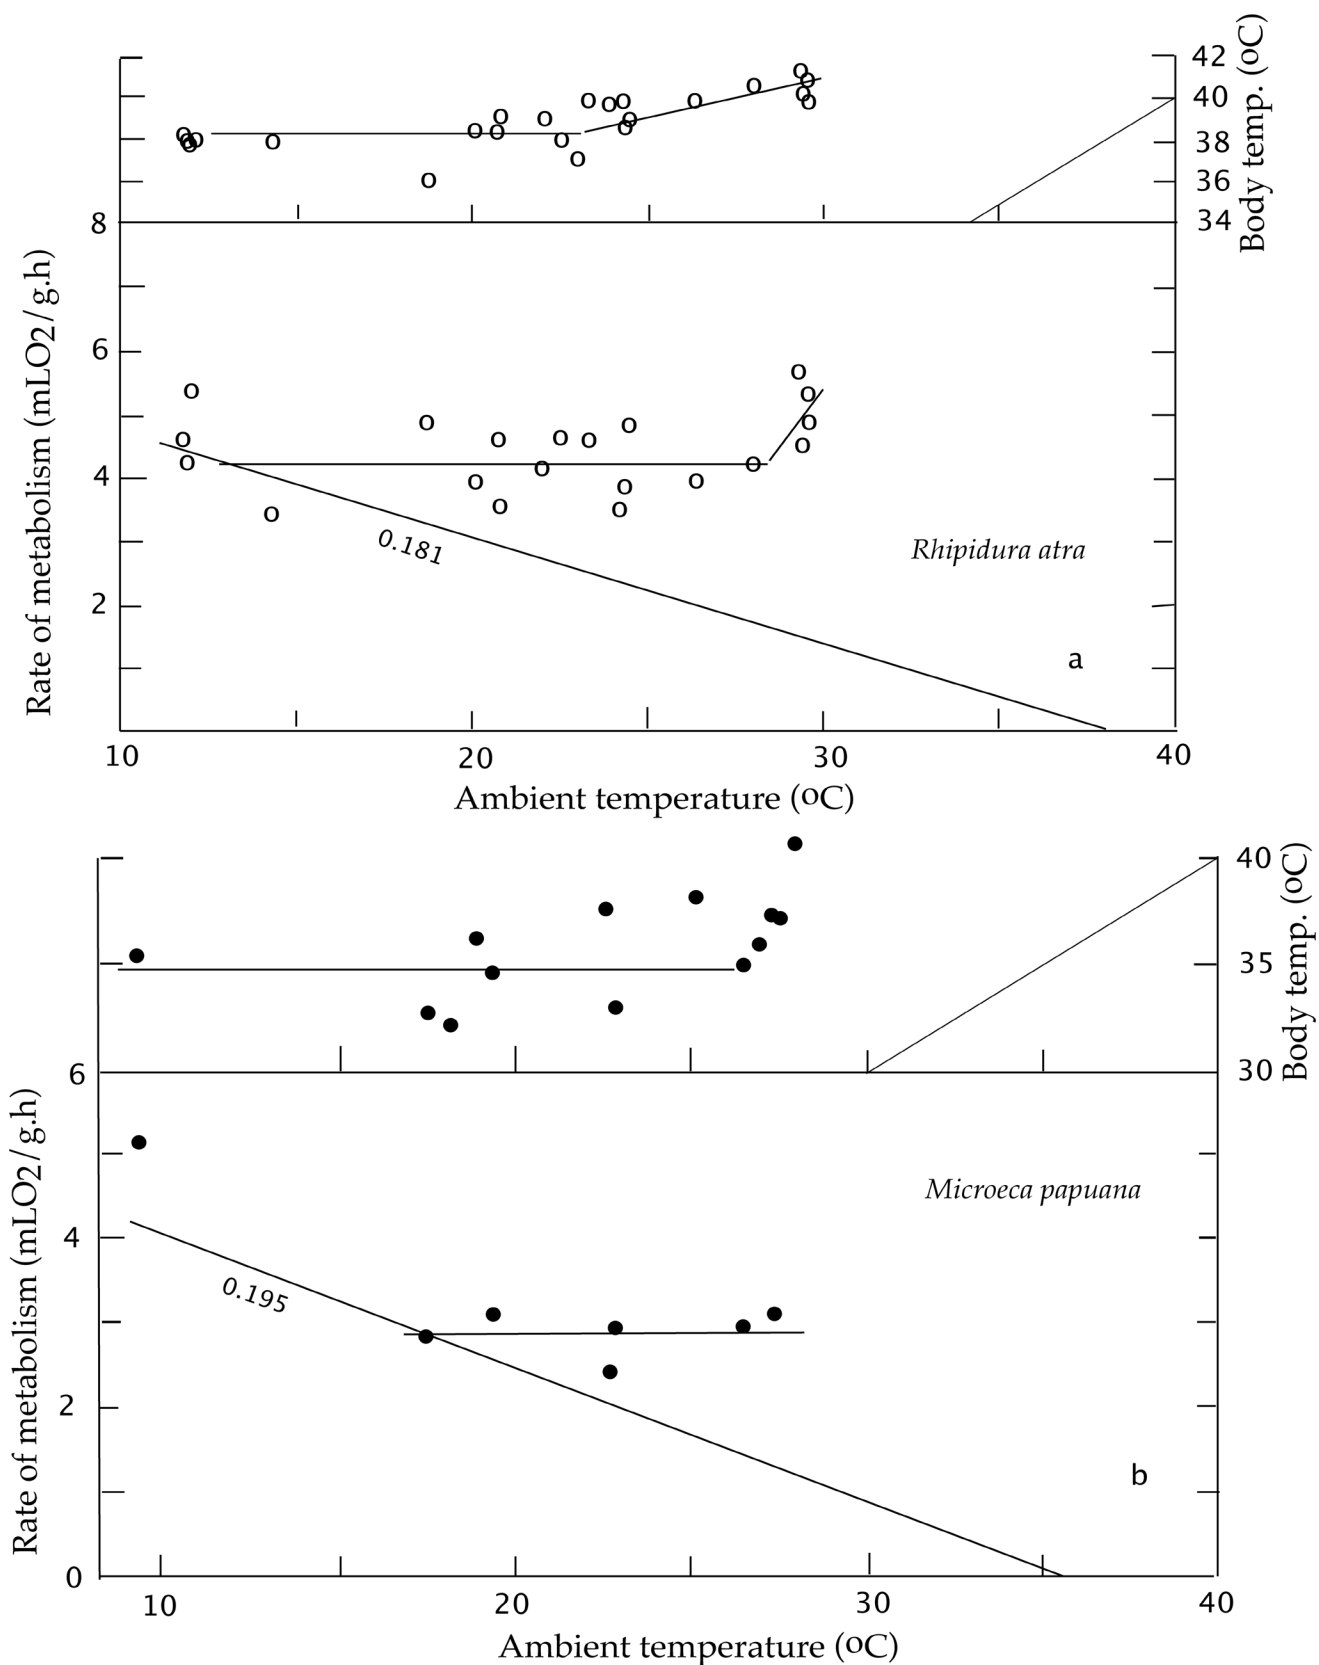 42
40
38
36
34
Body temp. (oC)
8
6
4
2
Rate of metabolism (mLO2/g.h)
0.181
Rhipidura atra
a
10 20 30 40
Ambient temperature (oC)
40
35
30
Body temp. (oC)
6
4
2
0
Rate of metabolism (mLO2/g.h)
Microeca papuana
0.195
b
10 20 30 40
Ambient temperature (oC)